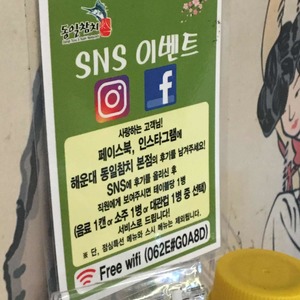 동일참치
SNS 이벤트
사랑하는 고객님!
페이스북, 인스타그램에
해운대 동일참치 본점의 후기를 남겨주세요!
SNS에 후기를 올리신 후
직원에게 보여주시면 테이블당 1병
(음료 1캔 or 소주 1병 or 대관컵 1병 중 선택)
서비스로 드립니다!
※ 단, 점심특선 메뉴와 스시 메뉴는 제외됩니다.
Free wifi (062E#G0A8D)